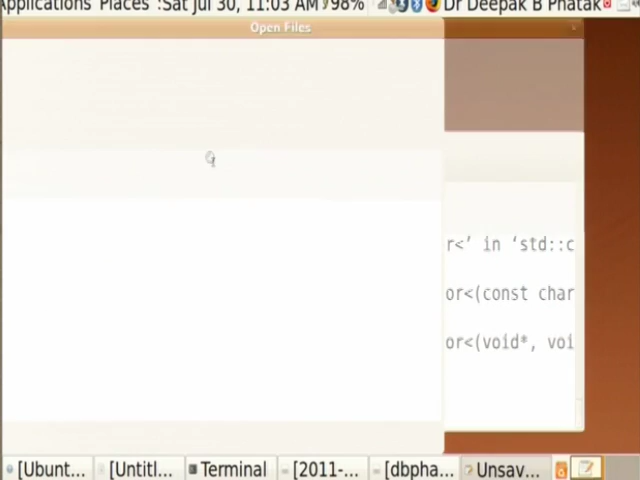 Applications Places :Sat Jul 30, 11:03 AM 98% Dr Deepak B Phatak
Open Files
r<’ in ‘std::c
or<(const char
or<(void*, voi
[Ubunt... [Untitl... Terminal [2011-... [dbpha... Unsav...